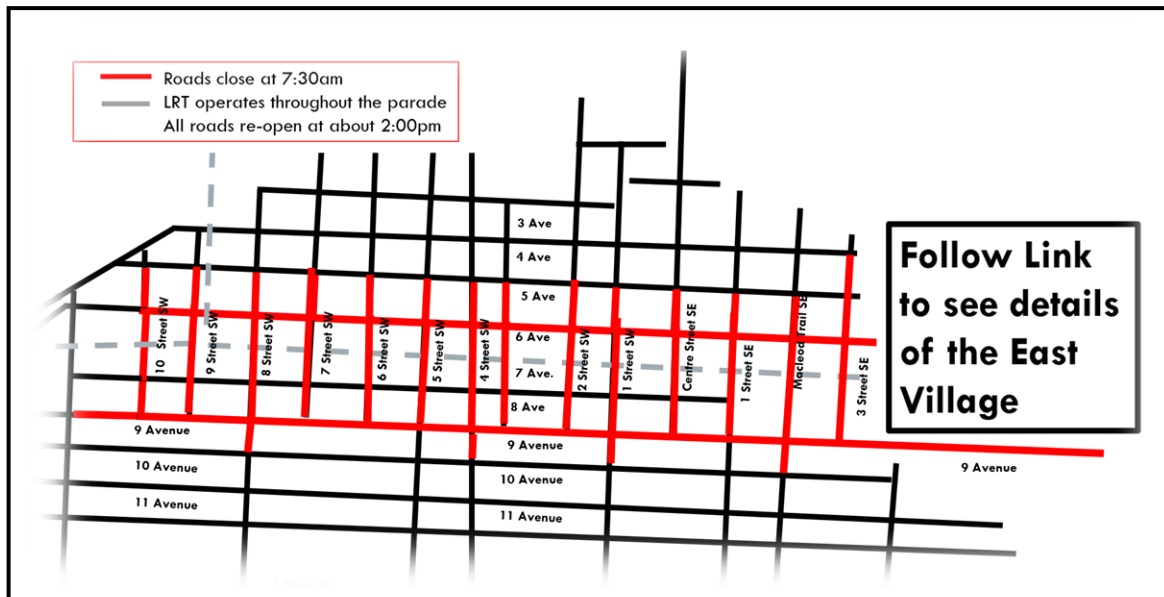 Roads close at 7:30am
LRT operates throughout the parade
All roads re-open at about 2:00pm
3 Ave
4 Ave
5 Ave
6 Ave
7 Ave.
8 Ave
10 Street SW
9 Street SW
8 Street SW
7 Street SW
6 Street SW
5 Street SW
4 Street SW
2 Street SW
1 Street SW
Centre Street SE
1 Street SE
Macleod Trail SE
3 Street SE
9 Avenue
9 Avenue
9 Avenue
10 Avenue
10 Avenue
11 Avenue
11 Avenue
Follow Link
to see details
of the East
Village